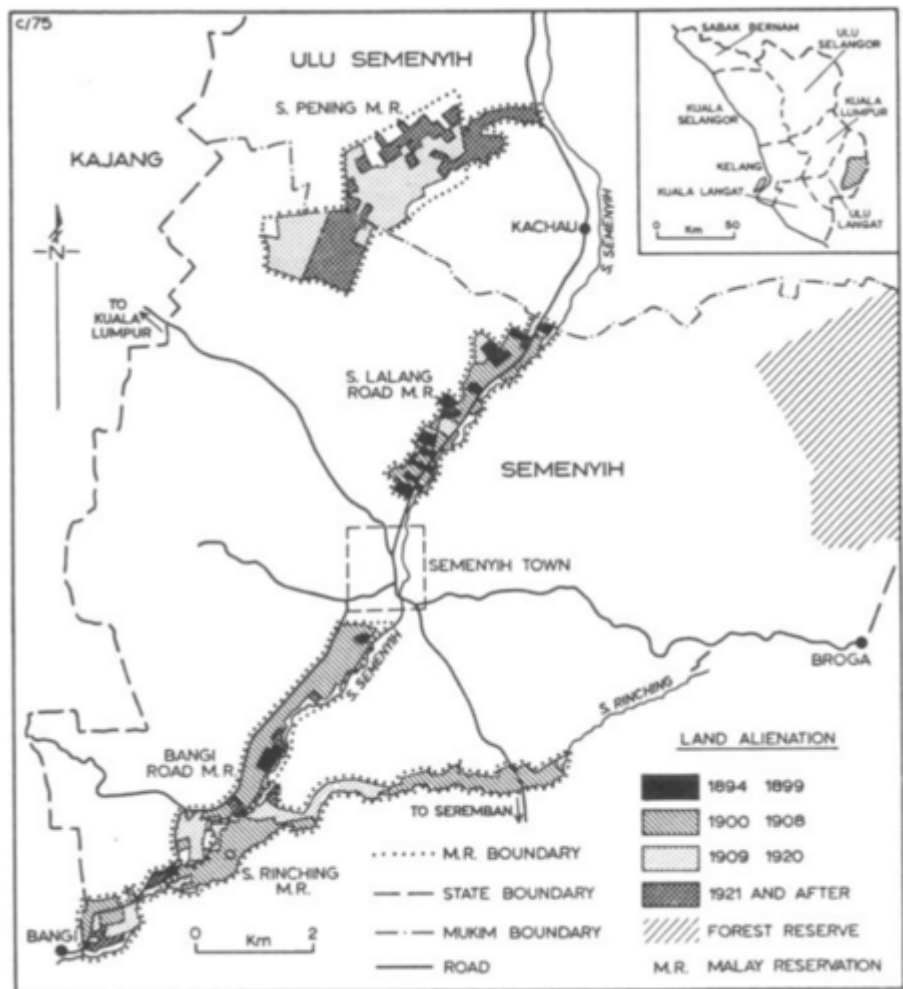 C/75
ULU SEMENYIH
S. PENING M.R.
KAJANG
N
TO
KUALA
LUMPUR
KACHAU
S. SEMENYIH
S. LALANG
ROAD M.R.
SEMENYIH
SEMENYIH TOWN
S. SEMENYIH
BROGA
S. RINCHING
BANGI
ROAD M.R.
TO SEREMBAN
S. RINCHING
M.R.
BANGI
0 2
Km
SABAK BERNAM
ULU
SELANGOR
KUALA
SELANGOR
KUALA
LUMPUR
KELANG
KUALA LANGAT
ULU
LANGAT
0 50
Km
M.R. BOUNDARY
STATE BOUNDARY
MUKIM BOUNDARY
ROAD
LAND ALIENATION
1894 1899
1900 1908
1909 1920
1921 AND AFTER
FOREST RESERVE
M.R. MALAY RESERVATION